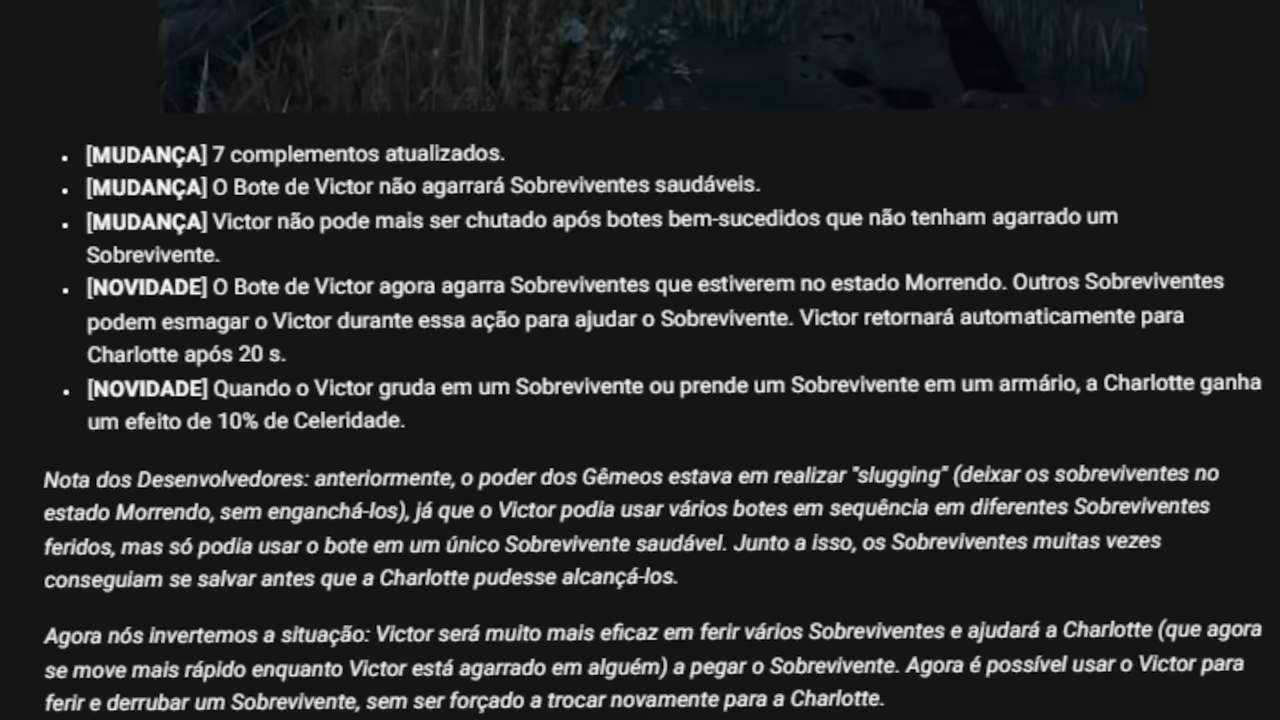 • [MUDANÇA] 7 complementos atualizados.
• [MUDANÇA] O Bote de Victor não agarrará Sobreviventes saudáveis.
• [MUDANÇA] Victor não pode mais ser chutado após botes bem-sucedidos que não tenham agarrado um
Sobrevivente.
• [NOVIDADE] O Bote de Victor agora agarra Sobreviventes que estiverem no estado Morrendo. Outros Sobreviventes
podem esmagar o Victor durante essa ação para ajudar o Sobrevivente. Victor retornará automaticamente para
Charlotte após 20 s.
• [NOVIDADE] Quando o Victor gruda em um Sobrevivente ou prende um Sobrevivente em um armário, a Charlotte ganha
um efeito de 10% de Celeridade.
Nota dos Desenvolvedores: anteriormente, o poder dos Gêmeos estava em realizar "slugging" (deixar os sobreviventes no
estado Morrendo, sem enganchá-los), já que o Victor podia usar vários botes em sequência em diferentes Sobreviventes
feridos, mas só podia usar o bote em um único Sobrevivente saudável. Junto a isso, os Sobreviventes muitas vezes
conseguiam se salvar antes que a Charlotte pudesse alcançá-los.
Agora nós invertemos a situação: Victor será muito mais eficaz em ferir vários Sobreviventes e ajudará a Charlotte (que agora
se move mais rápido enquanto Victor está agarrado em alguém) a pegar o Sobrevivente. Agora é possível usar o Victor para
ferir e derrubar um Sobrevivente, sem ser forçado a trocar novamente para a Charlotte.